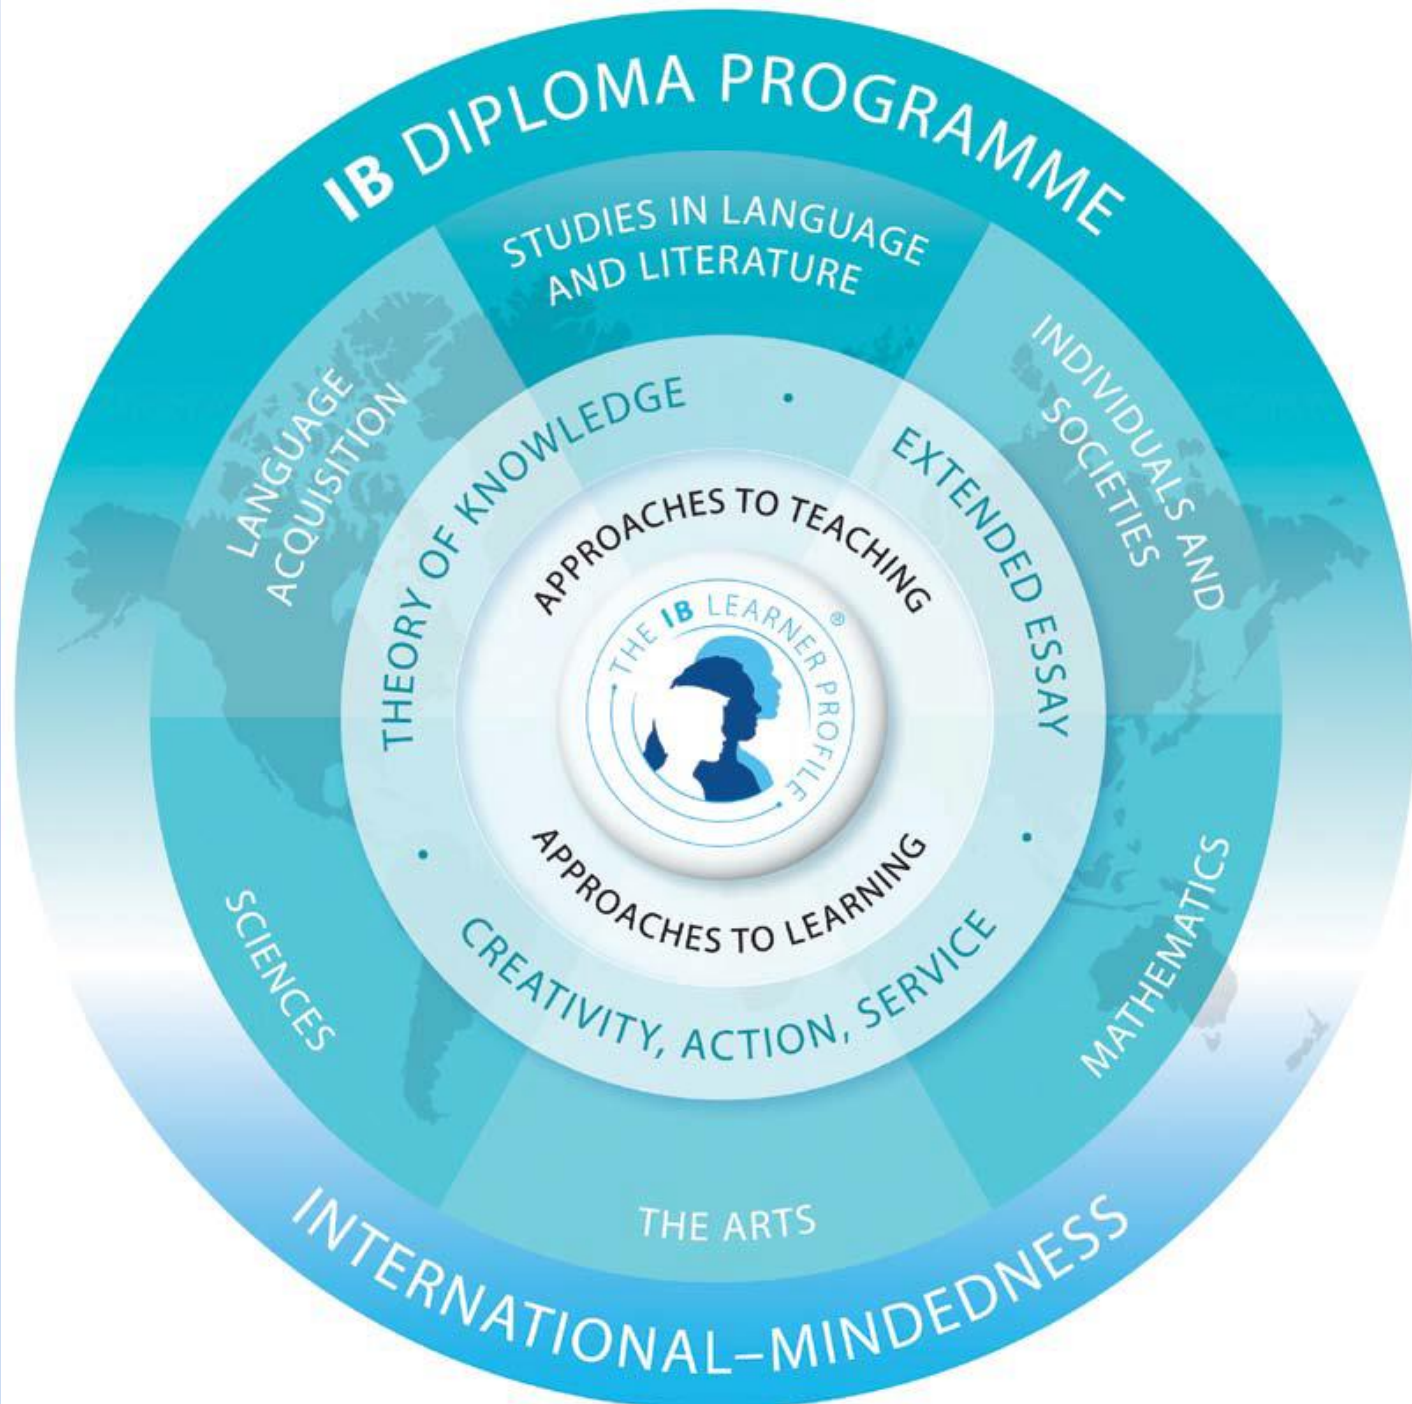 IB DIPLOMA PROGRAMME
STUDIES IN LANGUAGE
AND LITERATURE
LANGUAGE
ACQUISITION
INDIVIDUALS AND
SOCIETIES
THEORY OF KNOWLEDGE
•
EXTENDED ESSAY
APPROACHES TO TEACHING
THE IB LEARNER PROFILE
®
APPROACHES TO LEARNING
•
•
CREATIVITY, ACTION, SERVICE
SCIENCES
MATHEMATICS
THE ARTS
INTERNATIONAL–MINDEDNESS